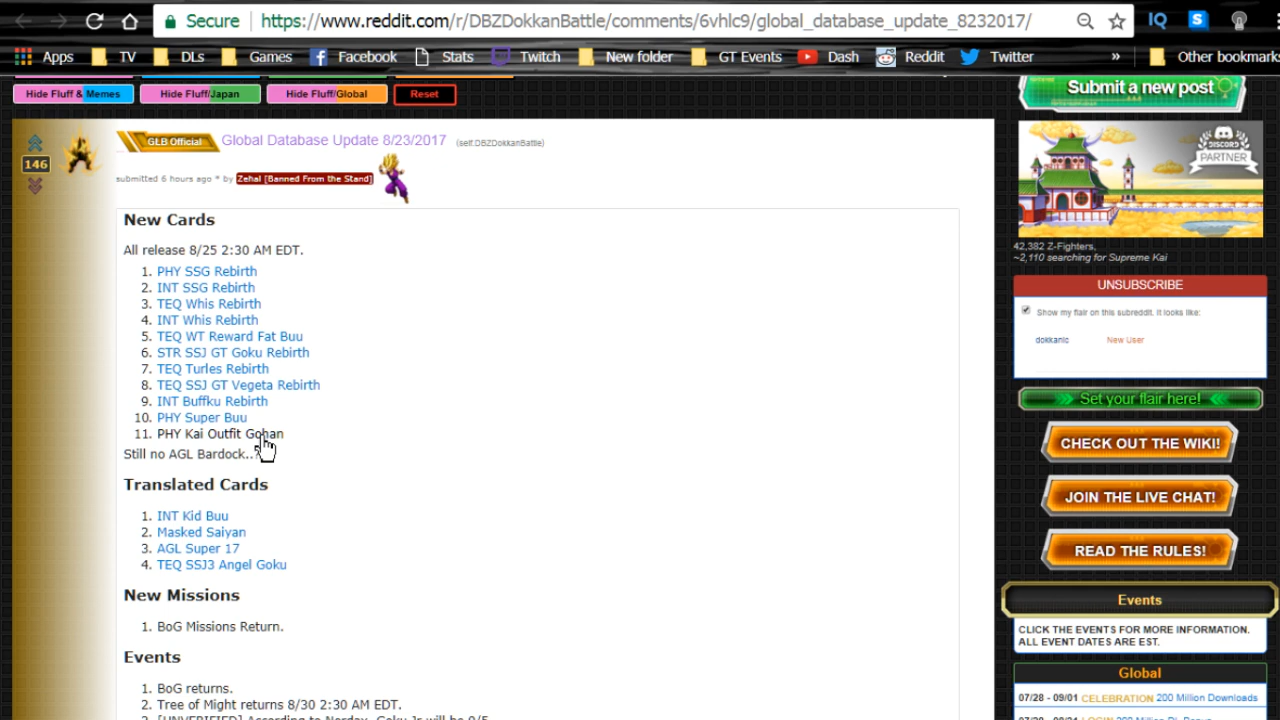 Secure https://www.reddit.com/r/DBZDokkanBattle/comments/6vhlc9/global_database_update_8232017/
IQ S
Apps TV DLs Games Facebook Stats Twitch New folder GT Events Dash Reddit Twitter » Other bookmarks
Hide Fluff & Memes Hide Fluff/Japan Hide Fluff/Global Reset
Submit a new post
146
GLB Official Global Database Update 8/23/2017 (self.DBZDokkanBattle)
submitted 6 hours ago * by Zehal [Banned From the Stand]
New Cards
All release 8/25 2:30 AM EDT.
1. PHY SSG Rebirth
2. INT SSG Rebirth
3. TEQ Whis Rebirth
4. INT Whis Rebirth
5. TEQ WT Reward Fat Buu
6. STR SSJ GT Goku Rebirth
7. TEQ Turles Rebirth
8. TEQ SSJ GT Vegeta Rebirth
9. INT Buffku Rebirth
10. PHY Super Buu
11. PHY Kai Outfit Gohan
Still no AGL Bardock..
Translated Cards
1. INT Kid Buu
2. Masked Saiyan
3. AGL Super 17
4. TEQ SSJ3 Angel Goku
New Missions
1. BoG Missions Return.
Events
1. BoG returns.
2. Tree of Might returns 8/30 2:30 AM EDT.
DISCORD
PARTNER
42,382 Z-Fighters,
~2,110 searching for Supreme Kai
UNSUBSCRIBE
Show my flair on this subreddit. It looks like:
dokkanic New User
Set your flair here!
CHECK OUT THE WIKI!
JOIN THE LIVE CHAT!
READ THE RULES!
Events
CLICK THE EVENTS FOR MORE INFORMATION.
ALL EVENT DATES ARE EST.
Global
07/28 - 09/01 CELEBRATION 200 Million Downloads